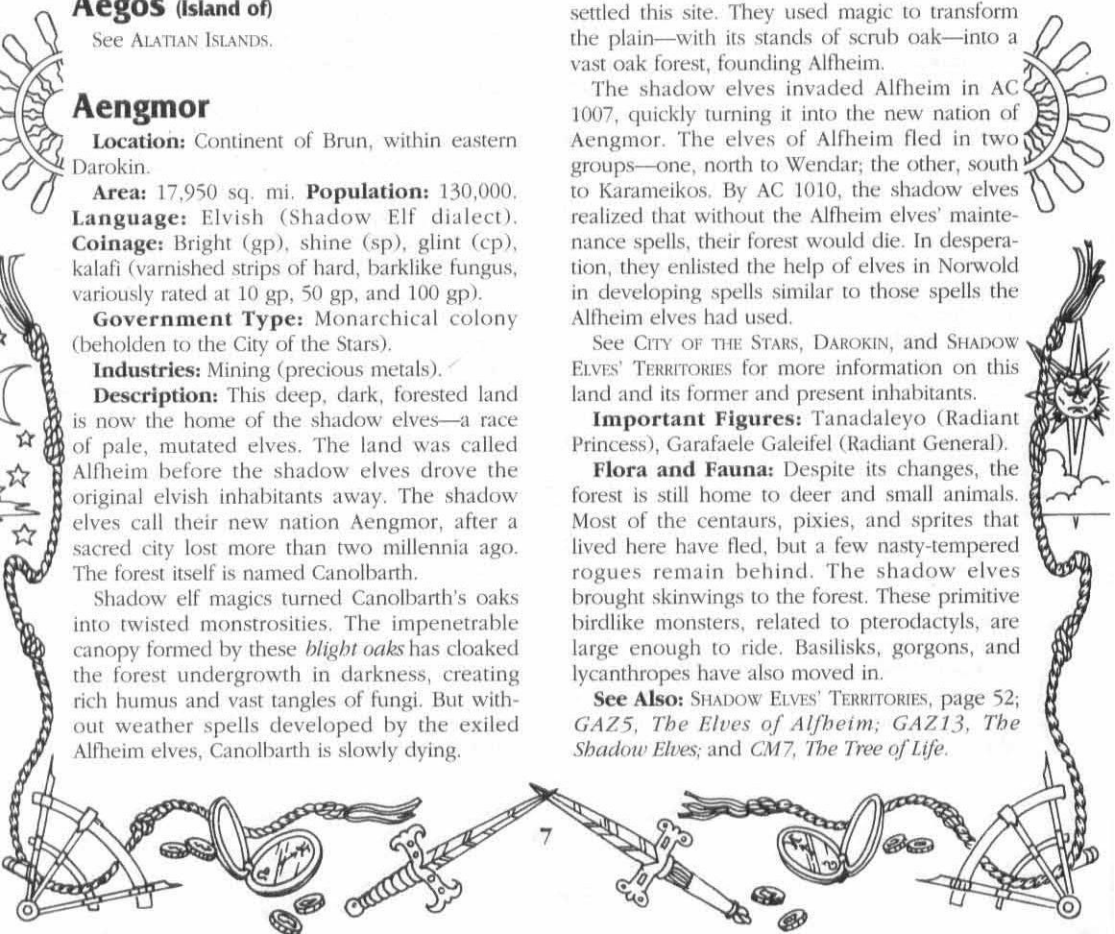 Aegos (Island of)
See ALATIAN ISLANDS.
Aengmor
Location: Continent of Brun, within eastern
Darokin.
Area: 17,950 sq. mi. Population: 130,000.
Language: Elvish (Shadow Elf dialect).
Coinage: Bright (gp), shine (sp), glint (cp),
kalafi (varnished strips of hard, barklike fungus,
variously rated at 10 gp, 50 gp, and 100 gp).
Government Type: Monarchical colony
(beholden to the City of the Stars).
Industries: Mining (precious metals).
Description: This deep, dark, forested land
is now the home of the shadow elves—a race
of pale, mutated elves. The land was called
Alfheim before the shadow elves drove the
original elvish inhabitants away. The shadow
elves call their new nation Aengmor, after a
sacred city lost more than two millennia ago.
The forest itself is named Canolbarth.
Shadow elf magics turned Canolbarth's oaks
into twisted monstrosities. The impenetrable
canopy formed by these blight oaks has cloaked
the forest undergrowth in darkness, creating
rich humus and vast tangles of fungi. But with-
out weather spells developed by the exiled
Alfheim elves, Canolbarth is slowly dying.
settled this site. They used magic to transform
the plain—with its stands of scrub oak—into a
vast oak forest, founding Alfheim.
The shadow elves invaded Alfheim in AC
1007, quickly turning it into the new nation of
Aengmor. The elves of Alfheim fled in two
groups—one, north to Wendar; the other, south
to Karameikos. By AC 1010, the shadow elves
realized that without the Alfheim elves' mainte-
nance spells, their forest would die. In despera-
tion, they enlisted the help of elves in Norwold
in developing spells similar to those spells the
Alfheim elves had used.
See CITY OF THE STARS, DAROKIN, and SHADOW
ELVES' TERRITORIES for more information on this
land and its former and present inhabitants.
Important Figures: Tanadaleyo (Radiant
Princess), Garafaele Galeifel (Radiant General).
Flora and Fauna: Despite its changes, the
forest is still home to deer and small animals.
Most of the centaurs, pixies, and sprites that
lived here have fled, but a few nasty-tempered
rogues remain behind. The shadow elves
brought skinwings to the forest. These primitive
birdlike monsters, related to pterodactyls, are
large enough to ride. Basilisks, gorgons, and
lycanthropes have also moved in.
See Also: SHADOW ELVES' TERRITORIES, page 52;
GAZ5, The Elves of Alfheim; GAZ13, The
Shadow Elves; and CM7, The Tree of Life.
7